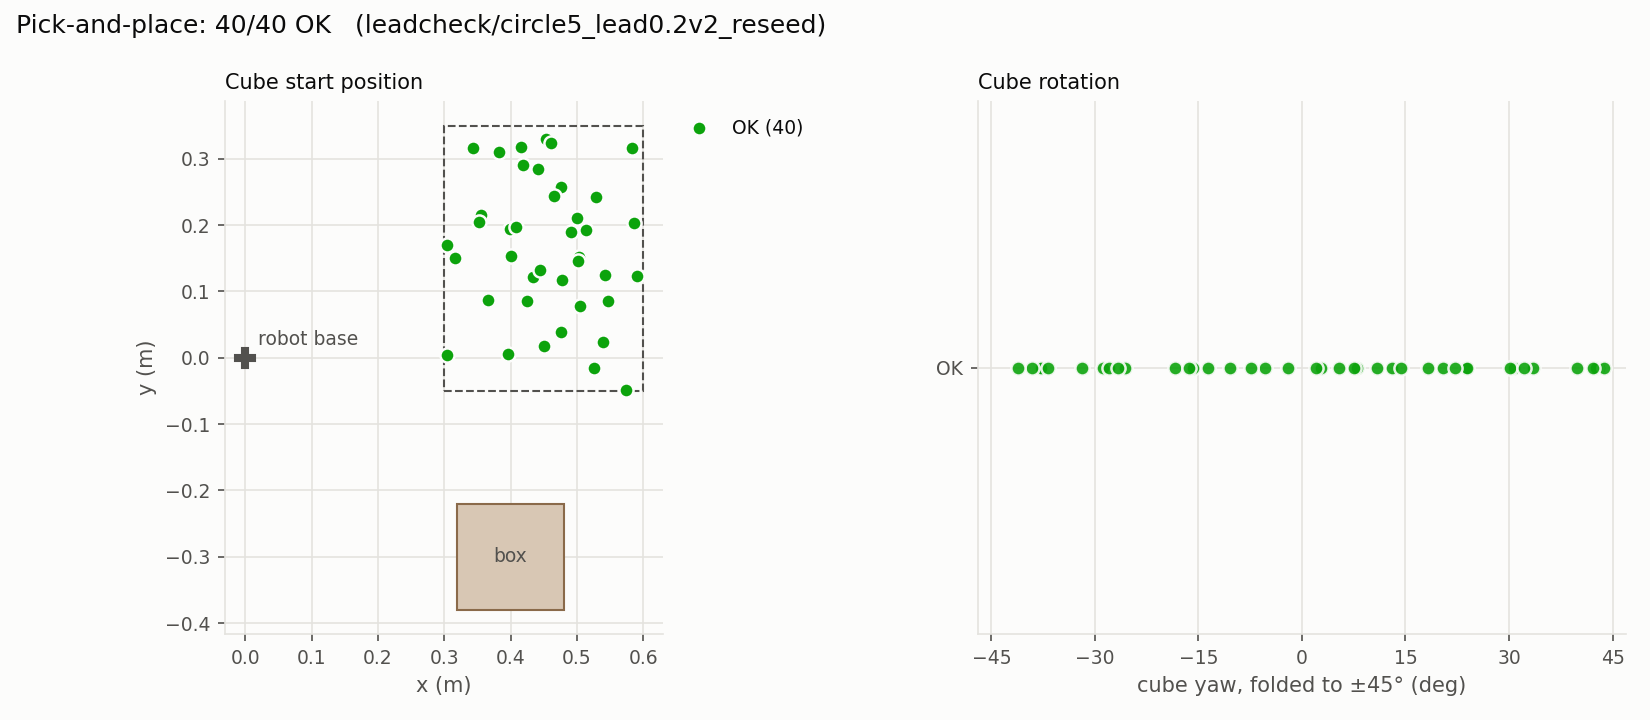 Pick-and-place: 40/40 OK (leadcheck/circle5_lead0.2v2_reseed)
Cube start position
OK (40)
0.3
0.2
0.1
0.0
−0.1
−0.2
−0.3
−0.4
y (m)
robot base
box
0.0 0.1 0.2 0.3 0.4 0.5 0.6
x (m)
Cube rotation
OK
−45 −30 −15 0 15 30 45
cube yaw, folded to ±45° (deg)